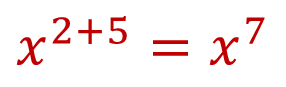 x^{2+5} = x^7